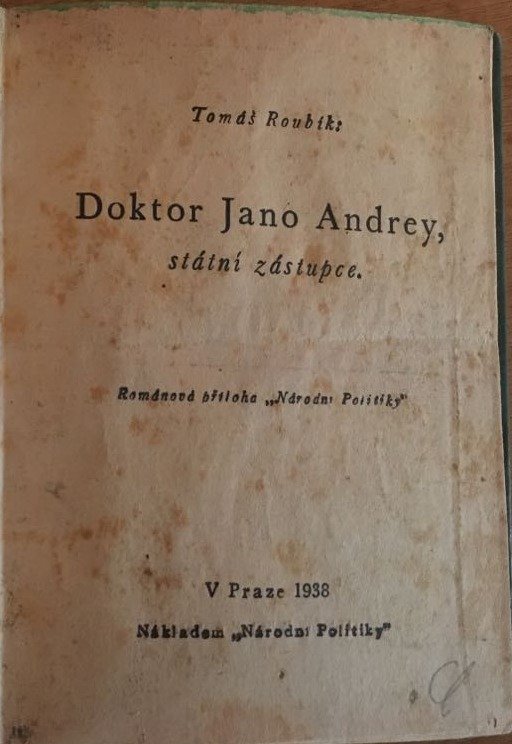 Tomáš Roubík:
Doktor Jano Andrey,
státní zástupce.
Románová příloha „Národní Politiky"
V Praze 1938
Nákladem „Národní Politiky"